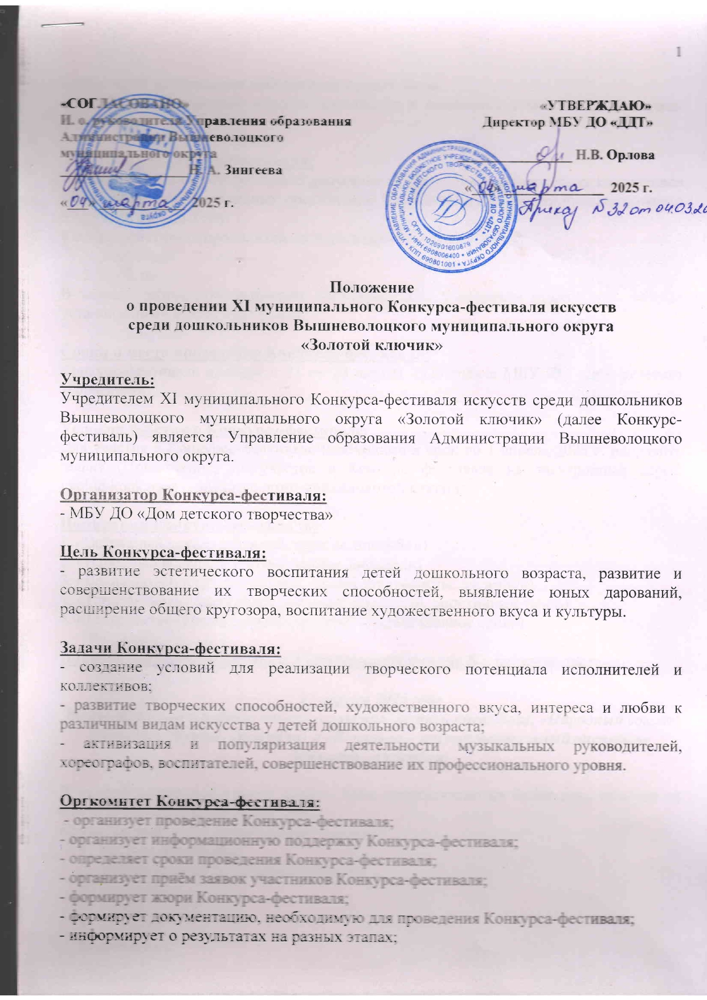 1
«СОГЛАСОВАНО»
И. о. руководителя Управления образования
Администрации Вышневолоцкого
муниципального округа
Н. А. Зингеева
«04» марта 2025 г.
«УТВЕРЖДАЮ»
Директор МБУ ДО «ДДТ»
Н.В. Орлова
«04» марта 2025 г.
Приказ №32 от 04.03.20
ОГРН 1026901600879
ИНН 6908006400
КПП 690801001
Положение
о проведении XI муниципального Конкурса-фестиваля искусств
среди дошкольников Вышневолоцкого муниципального округа
«Золотой ключик»
Учредитель:
Учредителем XI муниципального Конкурса-фестиваля искусств среди дошкольников
Вышневолоцкого муниципального округа «Золотой ключик» (далее Конкурс-
фестиваль) является Управление образования Администрации Вышневолоцкого
муниципального округа.
Организатор Конкурса-фестиваля:
- МБУ ДО «Дом детского творчества»
Цель Конкурса-фестиваля:
- развитие эстетического воспитания детей дошкольного возраста, развитие и
совершенствование их творческих способностей, выявление юных дарований,
расширение общего кругозора, воспитание художественного вкуса и культуры.
Задачи Конкурса-фестиваля:
- создание условий для реализации творческого потенциала исполнителей и
коллективов;
- развитие творческих способностей, художественного вкуса, интереса и любви к
различным видам искусства у детей дошкольного возраста;
- активизация и популяризация деятельности музыкальных руководителей,
хореографов, воспитателей, совершенствование их профессионального уровня.
Оргкомитет Конкурса-фестиваля:
- организует проведение Конкурса-фестиваля;
- организует информационную поддержку Конкурса-фестиваля;
- определяет сроки проведения Конкурса-фестиваля;
- организует приём заявок участников Конкурса-фестиваля;
- формирует жюри Конкурса-фестиваля;
- формирует документацию, необходимую для проведения Конкурса-фестиваля;
- информирует о результатах на разных этапах;